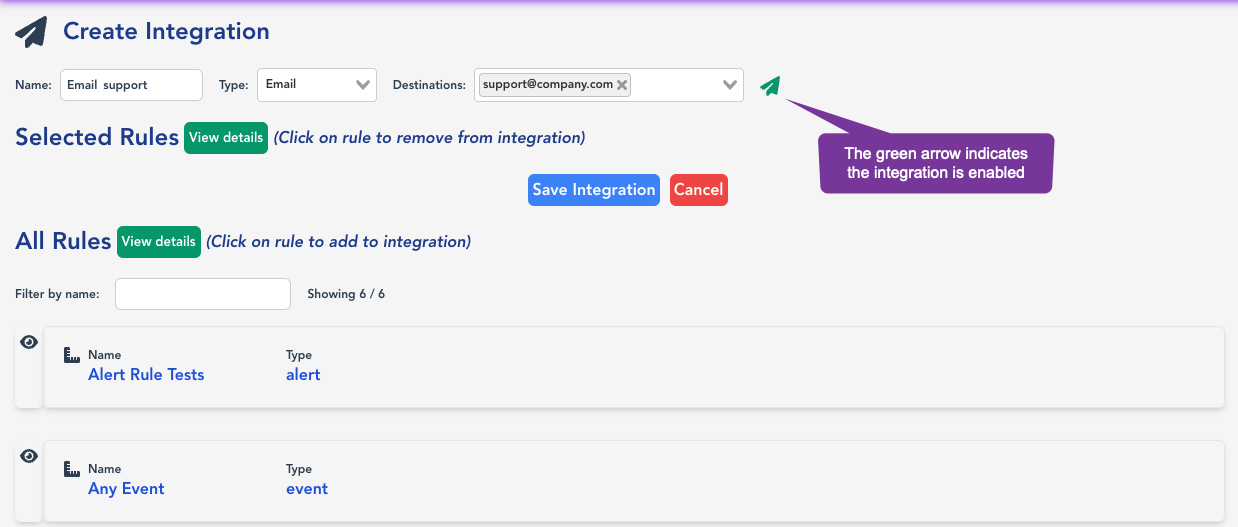 Create Integration
Name: Email support Type: Email Destinations: support@company.com
Selected Rules View details (Click on rule to remove from integration)
The green arrow indicates
the integration is enabled
Save Integration Cancel
All Rules View details (Click on rule to add to integration)
Filter by name: Showing 6 / 6
Name Type
Alert Rule Tests alert
Name Type
Any Event event